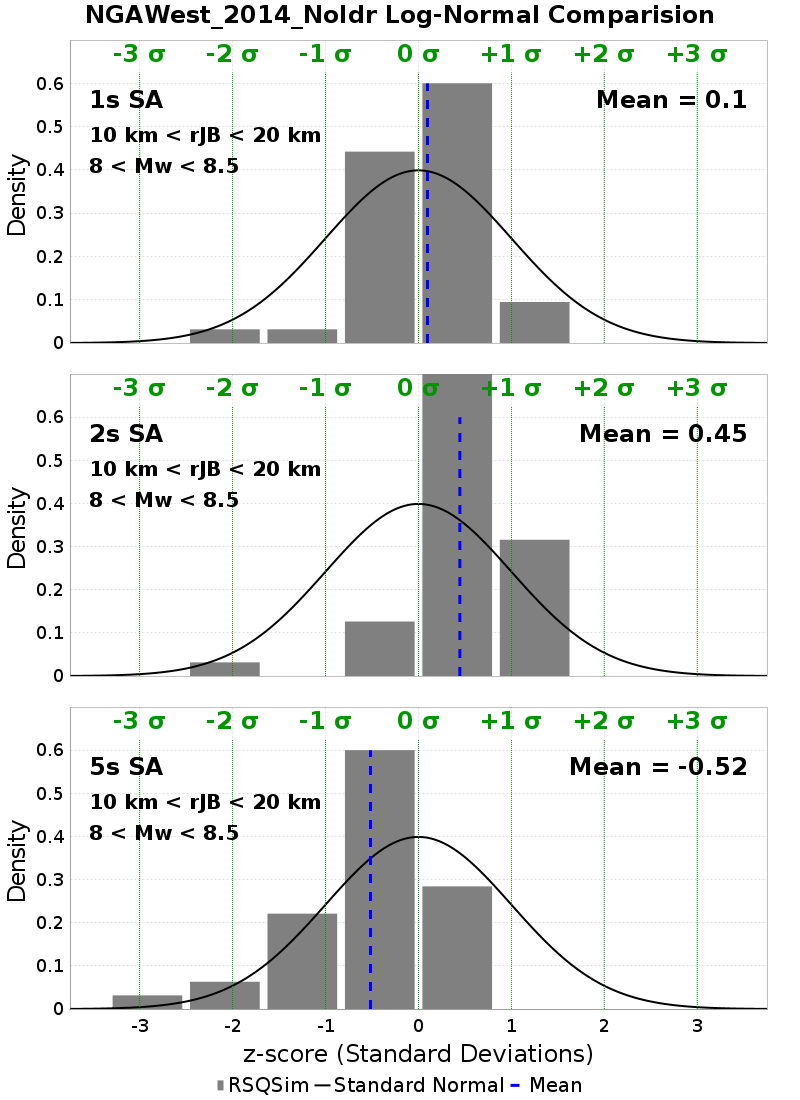 NGAWest_2014_NoIdr Log-Normal Comparision
-3 σ -2 σ -1 σ 0 σ +1 σ +2 σ +3 σ
1s SA
Mean = 0.1
10 km < rJB < 20 km
8 < Mw < 8.5
Density
0.6
0.5
0.4
0.3
0.2
0.1
0
-3 σ -2 σ -1 σ 0 σ +1 σ +2 σ +3 σ
2s SA
Mean = 0.45
10 km < rJB < 20 km
8 < Mw < 8.5
Density
0.6
0.5
0.4
0.3
0.2
0.1
0
-3 σ -2 σ -1 σ 0 σ +1 σ +2 σ +3 σ
5s SA
Mean = -0.52
10 km < rJB < 20 km
8 < Mw < 8.5
Density
0.6
0.5
0.4
0.3
0.2
0.1
0
-3 -2 -1 0 1 2 3
z-score (Standard Deviations)
RSQSim Standard Normal Mean